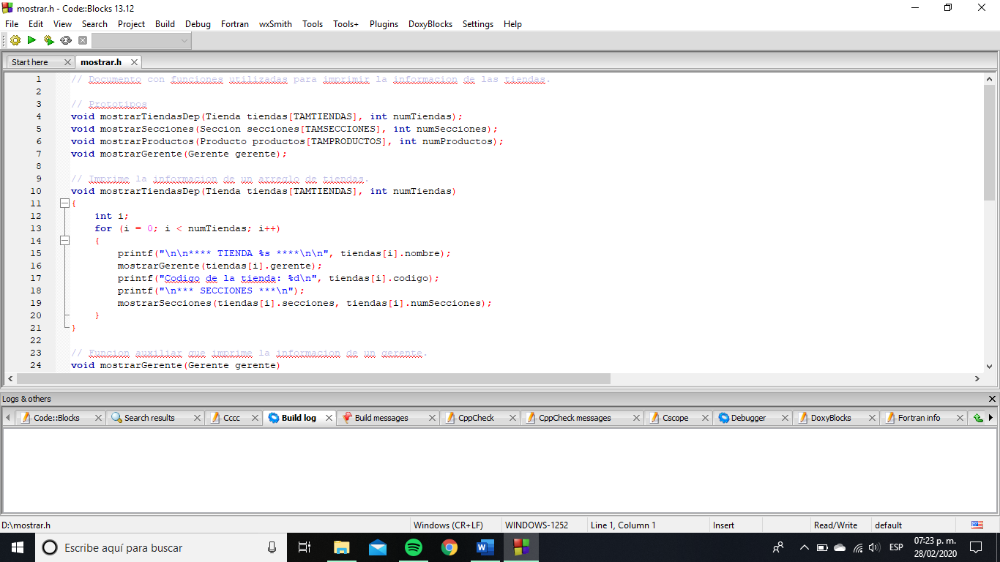 mostrar.h - Code::Blocks 13.12
File Edit View Search Project Build Debug Fortran wxSmith Tools Tools+ Plugins DoxyBlocks Settings Help
Start here mostrar.h
1 // Documento con funciones utilizadas para imprimir la informacion de las tiendas.
2
3 // Prototipos
4 void mostrarTiendasDep(Tienda tiendas[TAMTIENDAS], int numTiendas);
5 void mostrarSecciones(Seccion secciones[TAMSECCIONES], int numSecciones);
6 void mostrarProductos(Producto productos[TAMPRODUCTOS], int numProductos);
7 void mostrarGerente(Gerente gerente);
8
9 // Imprime la informacion de un arreglo de tiendas.
10 void mostrarTiendasDep(Tienda tiendas[TAMTIENDAS], int numTiendas)
11 {
12 int i;
13 for (i = 0; i < numTiendas; i++)
14 {
15 printf("\n\n**** TIENDA %s ****\n\n", tiendas[i].nombre);
16 mostrarGerente(tiendas[i].gerente);
17 printf("Codigo de la tienda: %d\n", tiendas[i].codigo);
18 printf("\n*** SECCIONES ***\n");
19 mostrarSecciones(tiendas[i].secciones, tiendas[i].numSecciones);
20 }
21 }
22
23 // Funcion auxiliar que imprime la informacion de un gerente.
24 void mostrarGerente(Gerente gerente)
Logs & others
Code::Blocks Search results Cccc Build log Build messages CppCheck CppCheck messages Cscope Debugger DoxyBlocks Fortran info
D:\mostrar.h Windows (CR+LF) WINDOWS-1252 Line 1, Column 1 Insert Read/Write default
Escribe aquí para buscar
ESP
07:23 p. m.
28/02/2020